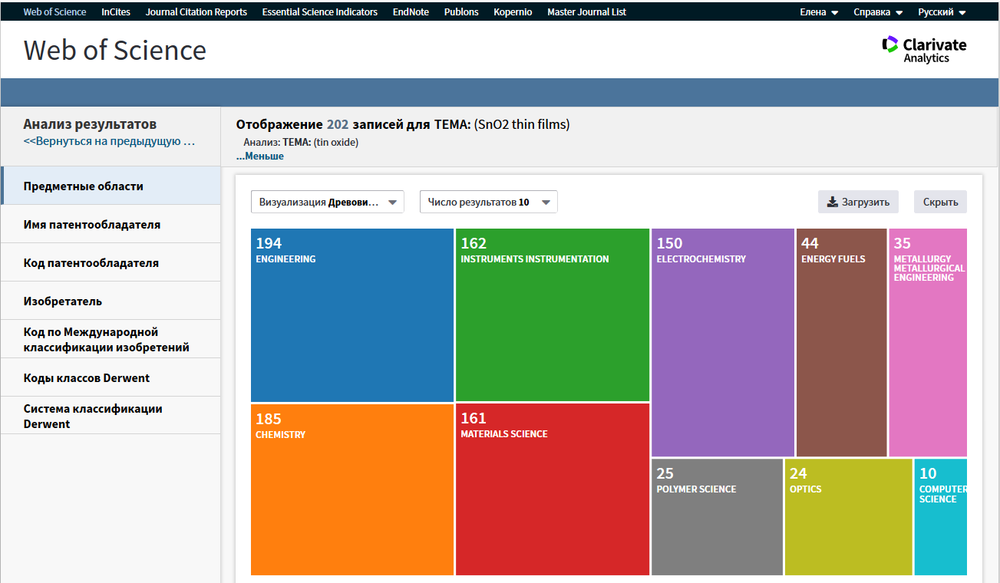 Web of Science InCites Journal Citation Reports Essential Science Indicators EndNote Publons Kopernio Master Journal List Елена Справка Русский
Web of Science
Clarivate
Analytics
Анализ результатов
<<Вернуться на предыдущую ...
Отображение 202 записей для ТЕМА: (SnO2 thin films)
Анализ: ТЕМА: (tin oxide)
...Меньше
Предметные области
Имя патентообладателя
Код патентообладателя
Изобретатель
Код по Международной
классификации изобретений
Коды классов Derwent
Система классификации
Derwent
Визуализация Древови... Число результатов 10 Загрузить Скрыть
194
ENGINEERING
162
INSTRUMENTS INSTRUMENTATION
150
ELECTROCHEMISTRY
44
ENERGY FUELS
35
METALLURGY
METALLURGICAL
ENGINEERING
185
CHEMISTRY
161
MATERIALS SCIENCE
25
POLYMER SCIENCE
24
OPTICS
10
COMPUTER
SCIENCE